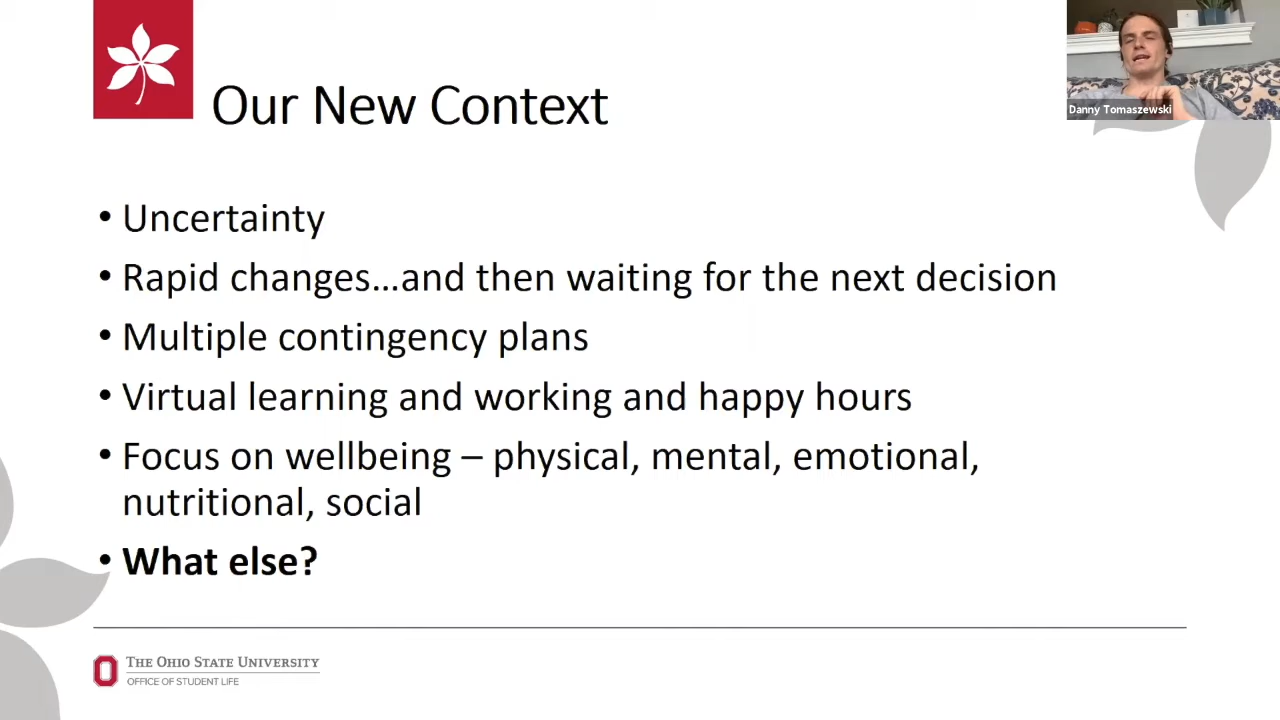 Our New Context
Danny Tomaszewski
• Uncertainty
• Rapid changes...and then waiting for the next decision
• Multiple contingency plans
• Virtual learning and working and happy hours
• Focus on wellbeing – physical, mental, emotional,
nutritional, social
• What else?
THE OHIO STATE UNIVERSITY
OFFICE OF STUDENT LIFE